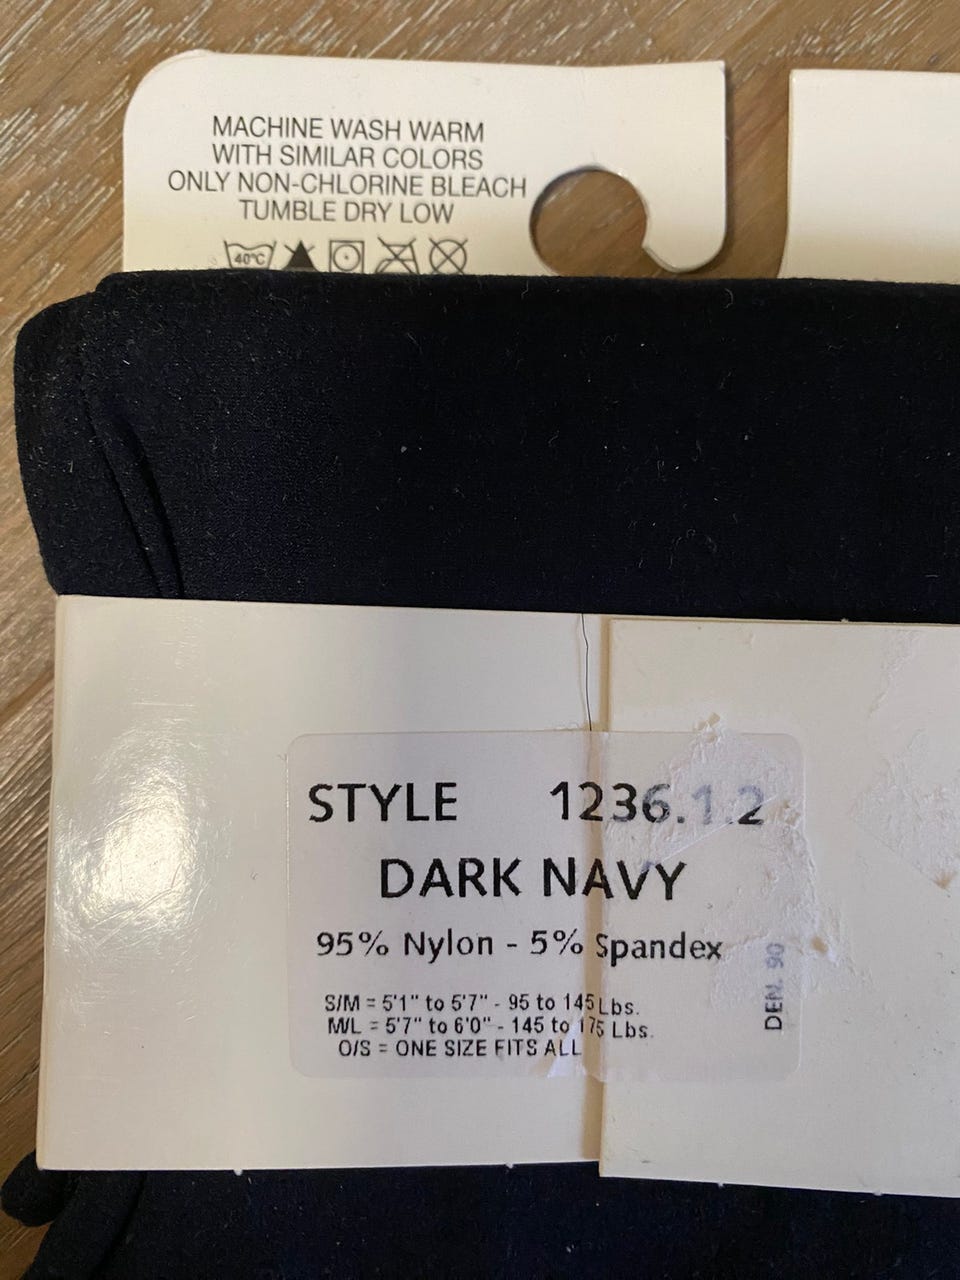 MACHINE WASH WARM
WITH SIMILAR COLORS
ONLY NON-CHLORINE BLEACH
TUMBLE DRY LOW
40°C
STYLE 1236.1.2
DARK NAVY
95% Nylon - 5% Spandex
S/M = 5'1" to 5'7" - 95 to 145 Lbs.
M/L = 5'7" to 6'0" - 145 to 175 Lbs.
O/S = ONE SIZE FITS ALL
DEN. 90